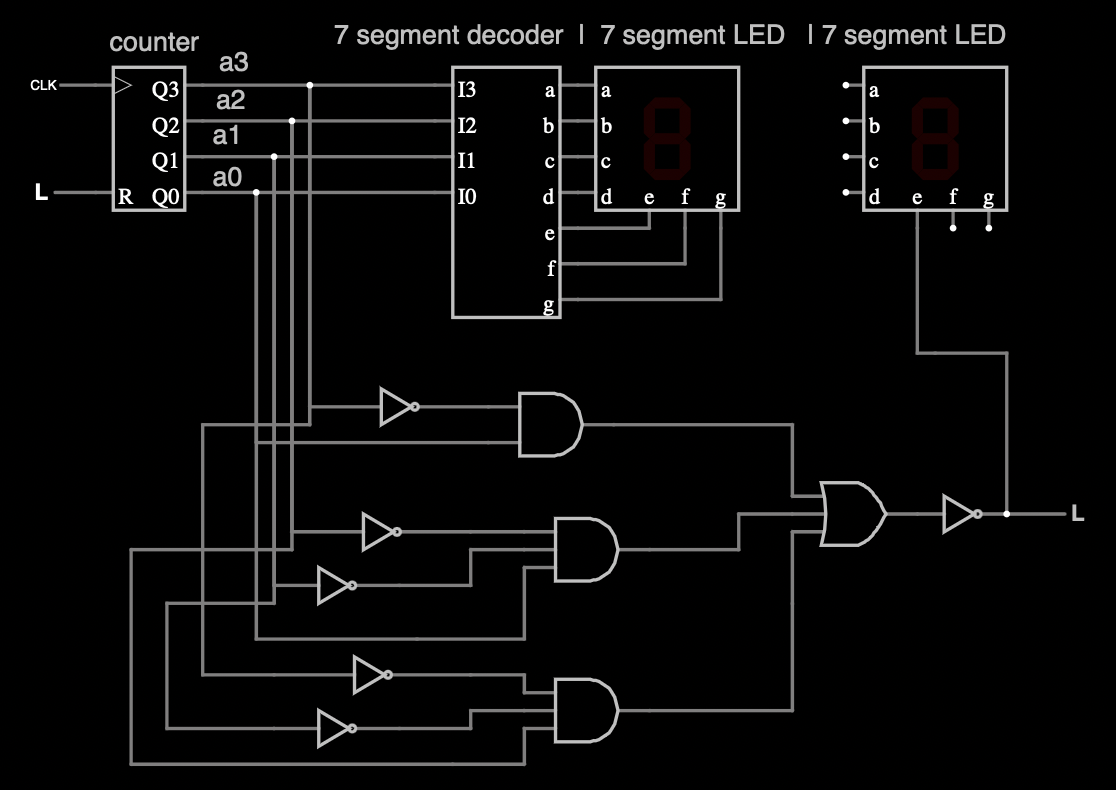 7 segment decoder | 7 segment LED | 7 segment LED
counter
a3
CLK
Q3
I3
a
a
a
a2
Q2
I2
b
b
b
a1
Q1
I1
c
c
c
a0
L
R
Q0
I0
d
d
e
f
g
d
e
f
g
e
f
g
L